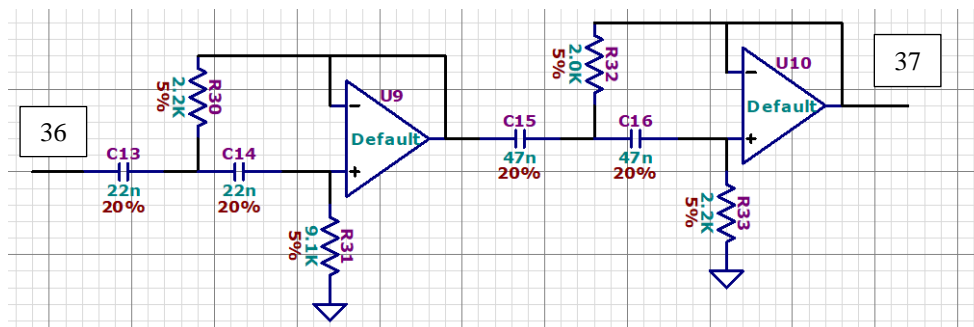 36
C13
22n
20%
C14
22n
20%
R30
2.2K
5%
U9
Default
-
+
R31
9.1K
5%
C15
47n
20%
C16
47n
20%
R32
2.0K
5%
U10
Default
-
+
R33
2.2K
5%
37